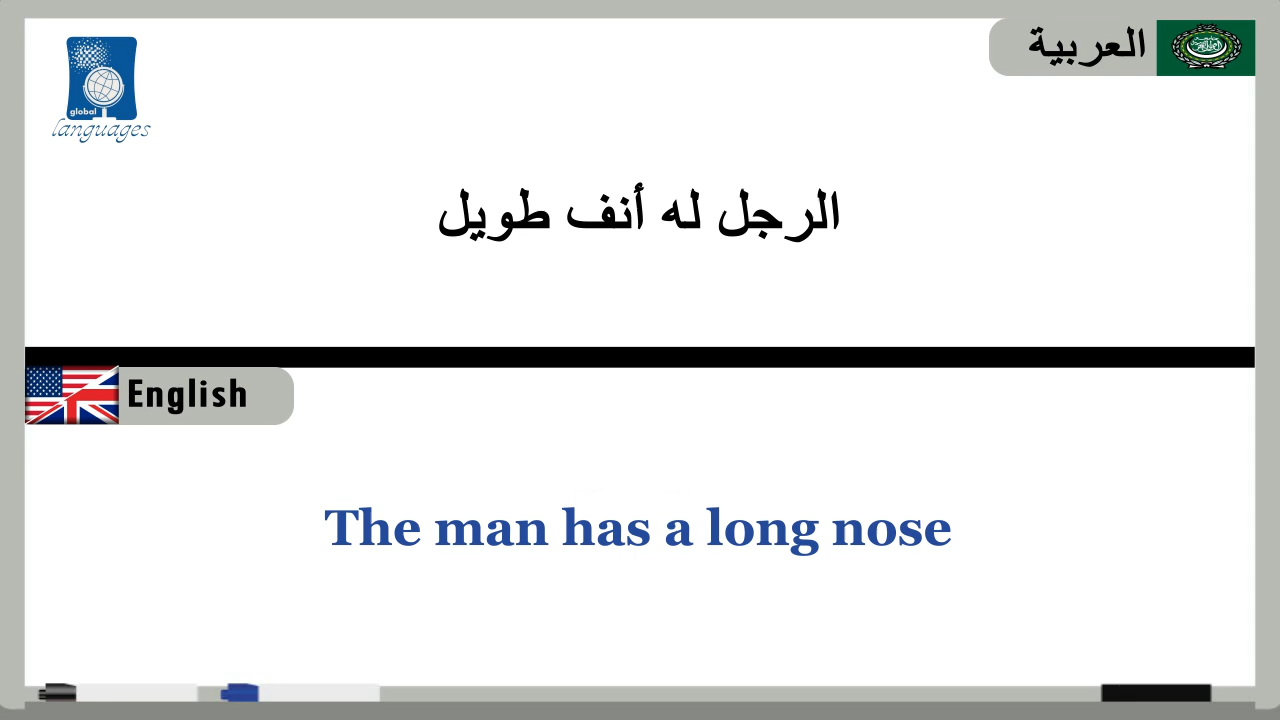 العربية
global
languages
الرجل له أنف طويل
English
The man has a long nose